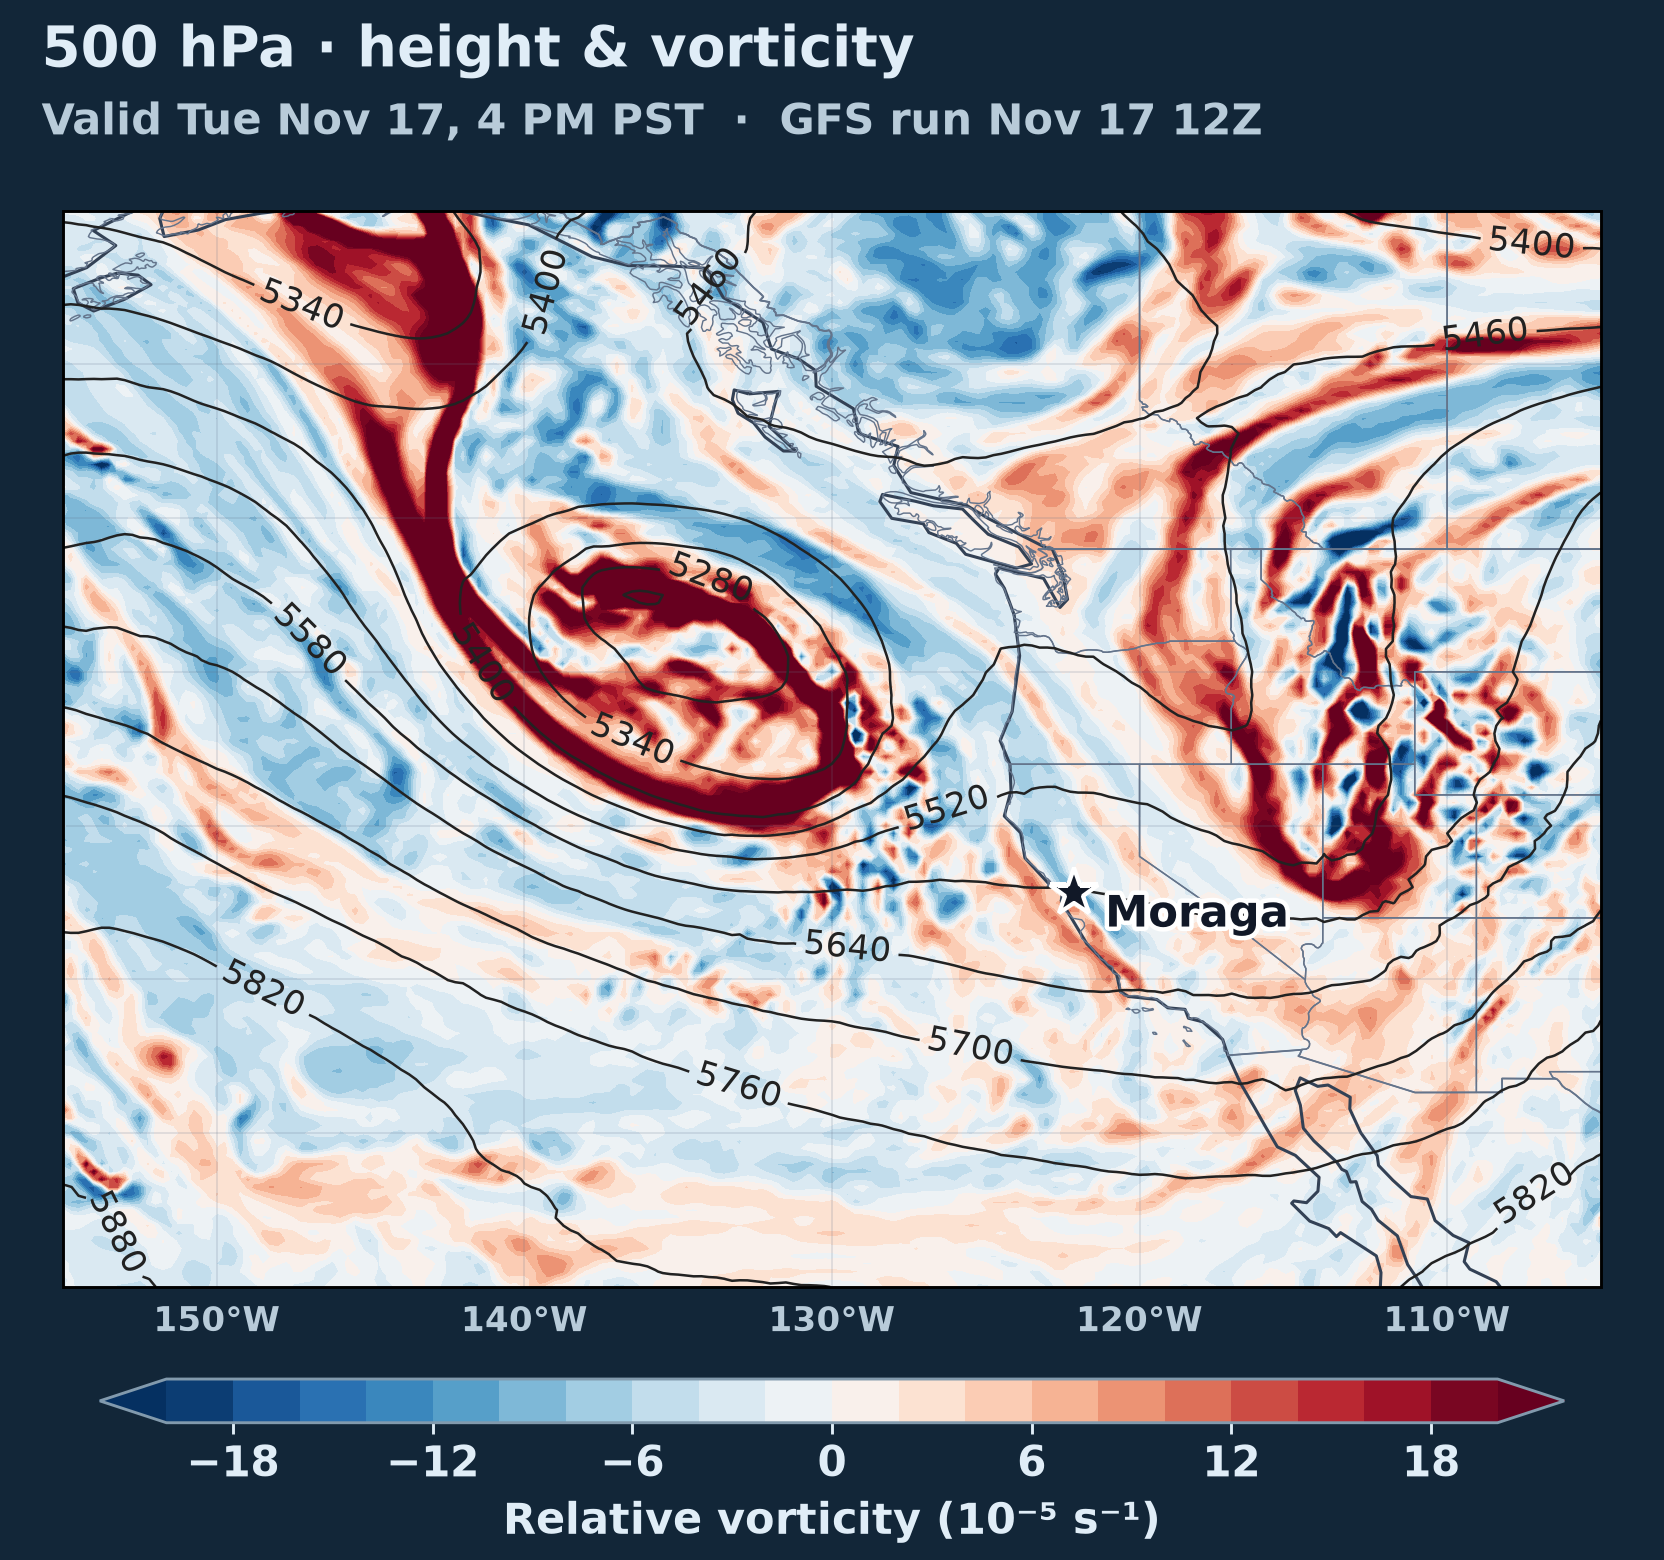 500 hPa · height & vorticity
Valid Tue Nov 17, 4 PM PST · GFS run Nov 17 12Z
5400
5340
5400
5460
5460
5280
5580
5400
5340
5520
Moraga
5640
5820
5700
5760
5820
5880
150°W 140°W 130°W 120°W 110°W
−18 −12 −6 0 6 12 18
Relative vorticity (10⁻⁵ s⁻¹)